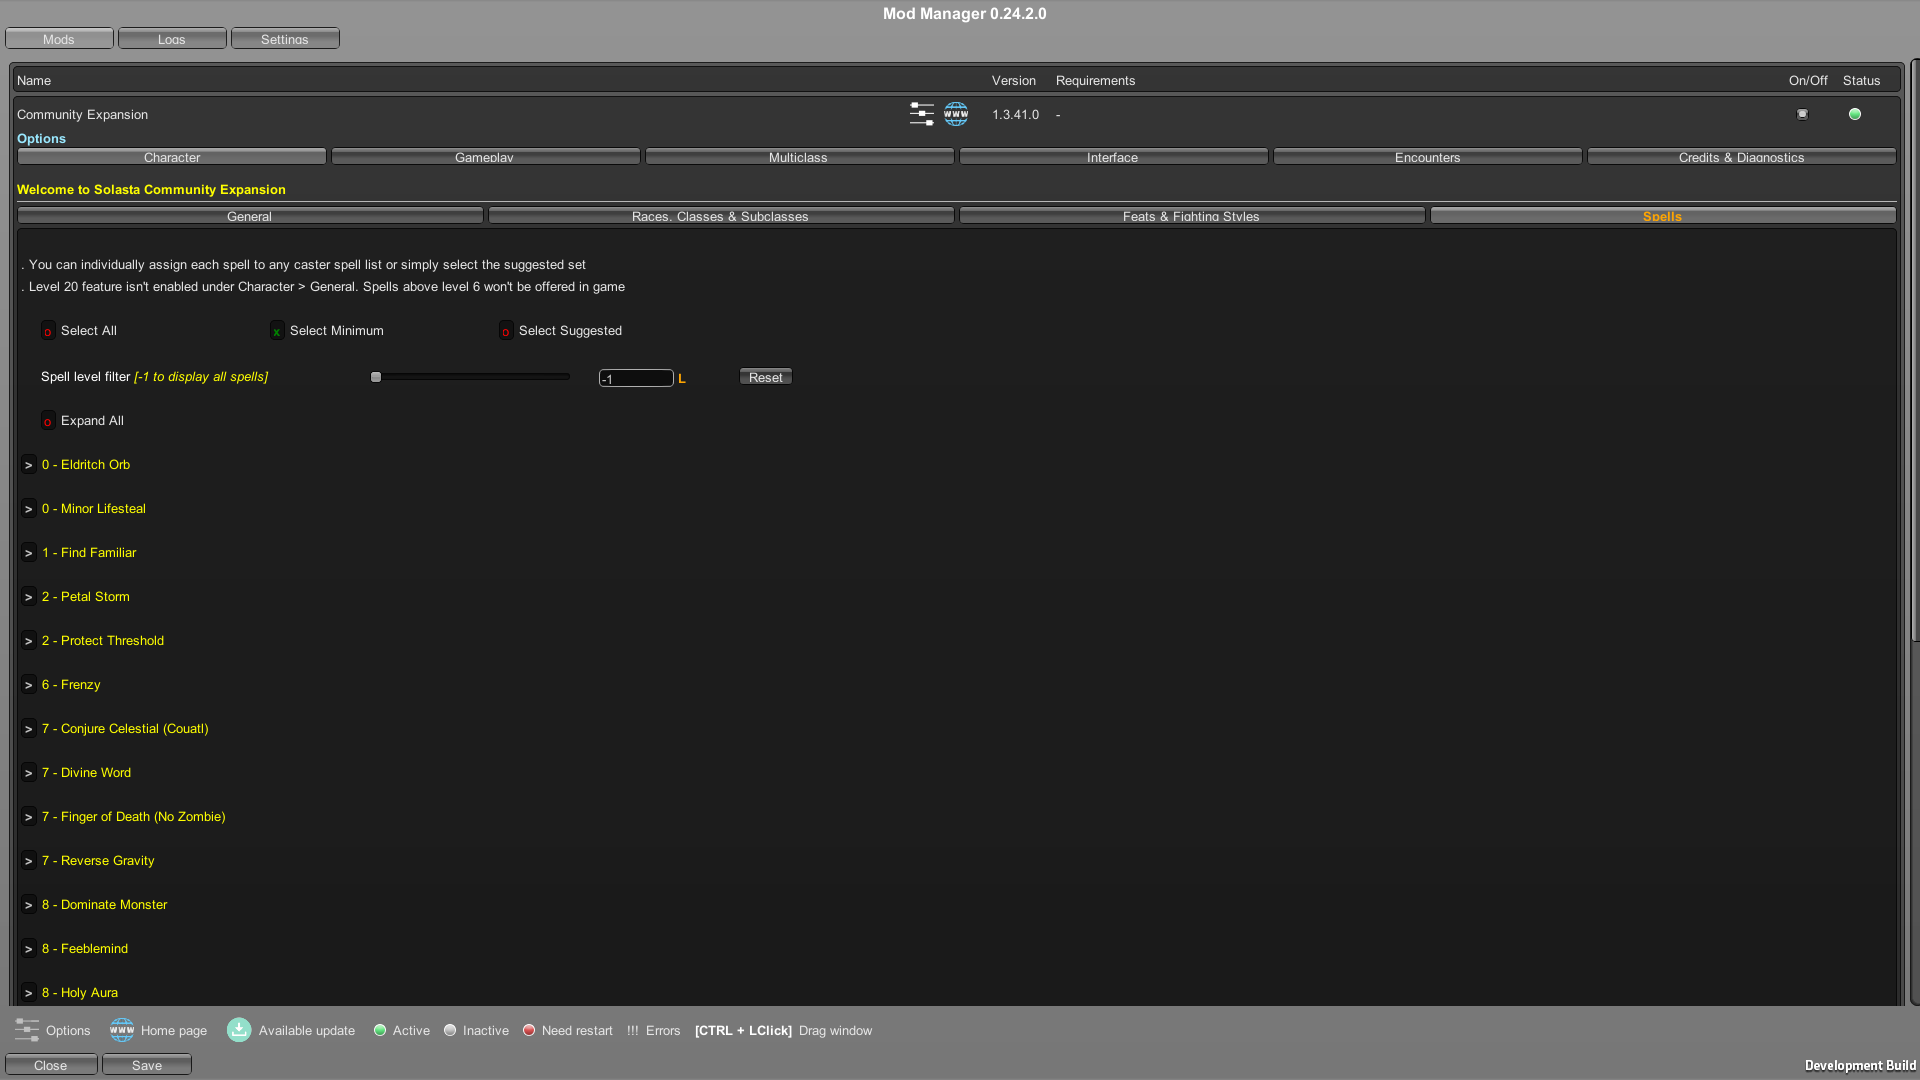 Mod Manager 0.24.2.0
Mods Logs Settings
Name Version Requirements On/Off Status
Community Expansion WWW 1.3.41.0 -
Options
Character Gameplay Multiclass Interface Encounters Credits & Diagnostics
Welcome to Solasta Community Expansion
General Races, Classes & Subclasses Feats & Fighting Styles Spells
. You can individually assign each spell to any caster spell list or simply select the suggested set
. Level 20 feature isn't enabled under Character > General. Spells above level 6 won't be offered in game
o Select All x Select Minimum o Select Suggested
Spell level filter [-1 to display all spells] -1 L Reset
o Expand All
> 0 - Eldritch Orb
> 0 - Minor Lifesteal
> 1 - Find Familiar
> 2 - Petal Storm
> 2 - Protect Threshold
> 6 - Frenzy
> 7 - Conjure Celestial (Couatl)
> 7 - Divine Word
> 7 - Finger of Death (No Zombie)
> 7 - Reverse Gravity
> 8 - Dominate Monster
> 8 - Feeblemind
> 8 - Holy Aura
Options WWW Home page Available update Active Inactive Need restart !!! Errors [CTRL + LClick] Drag window
Close Save Development Build